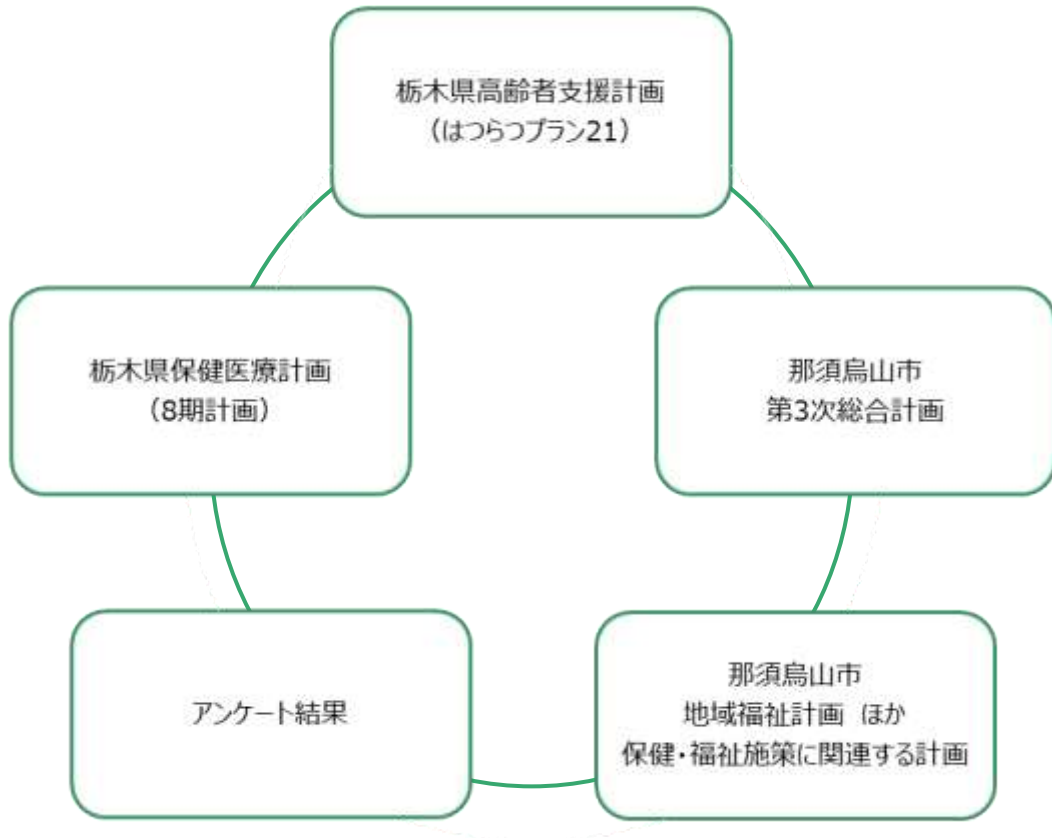 栃木県高齢者支援計画
（はつらつプラン21）
栃木県保健医療計画
（8期計画）
那須烏山市
第3次総合計画
アンケート結果
那須烏山市
地域福祉計画 ほか
保健・福祉施策に関連する計画